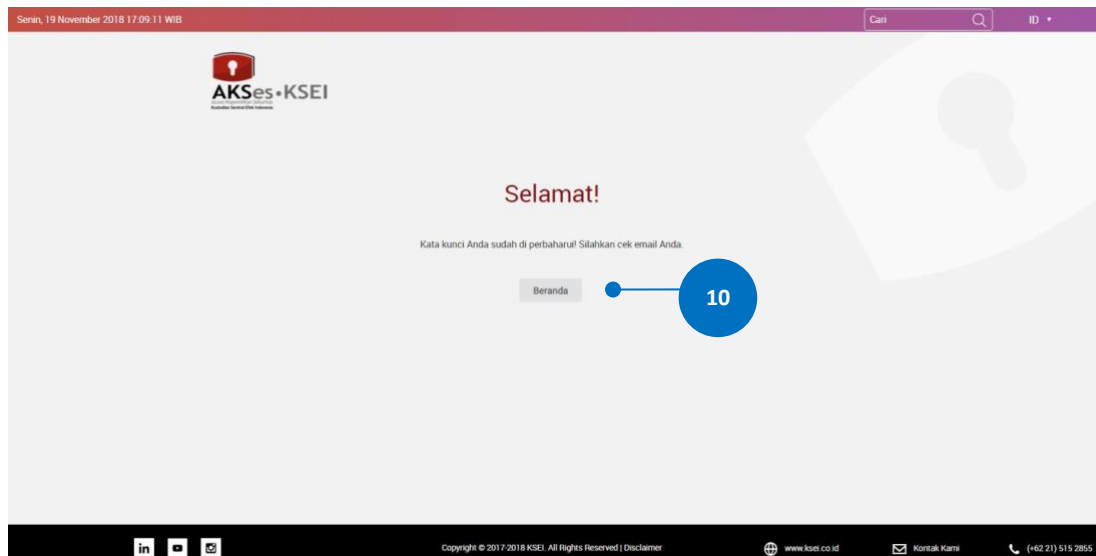 Senin, 19 November 2018 17:09:11 WIB
Cari
ID
AKSes•KSEI
Selamat!
Kata kunci Anda sudah di perbaharui! Silahkan cek email Anda.
Beranda
10
in
Copyright © 2017-2018 KSEI. All Rights Reserved | Disclaimer
www.ksei.co.id
Kontak Kami
(+62 21) 515 2855